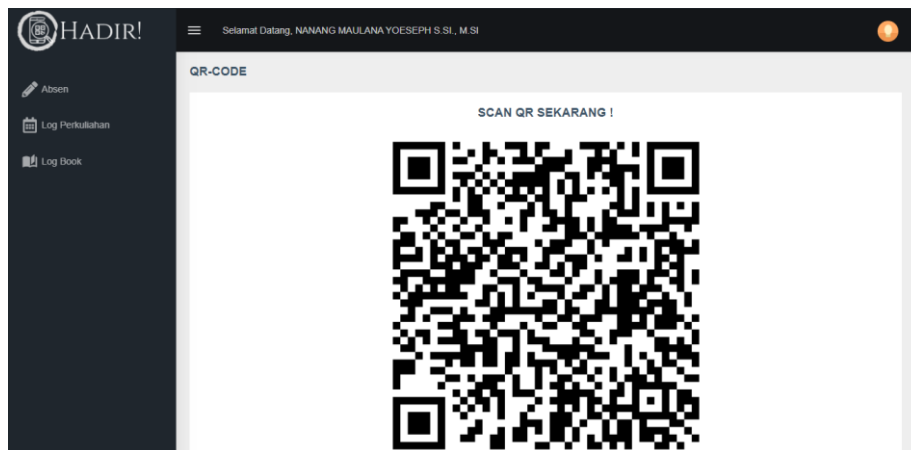 HADIR!
Selamat Datang, NANANG MAULANA YOESEPH S.SI., M.SI
QR-CODE
Absen
Log Perkuliahan
Log Book
SCAN QR SEKARANG !